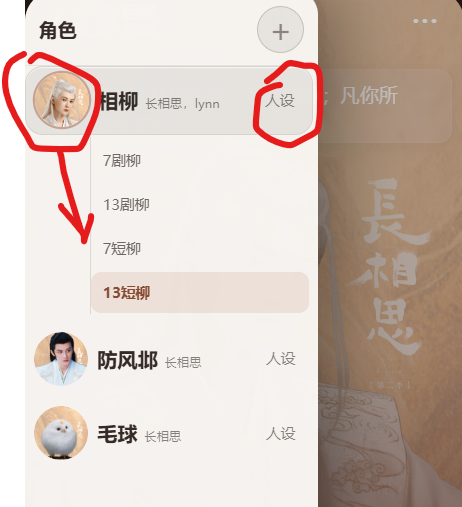 角色
+
...
相柳 长相思，lynn 人设
；凡你所
7剧柳
13剧柳
7短柳
13短柳
長相思
防风邶 长相思 人设
毛球 长相思 人设